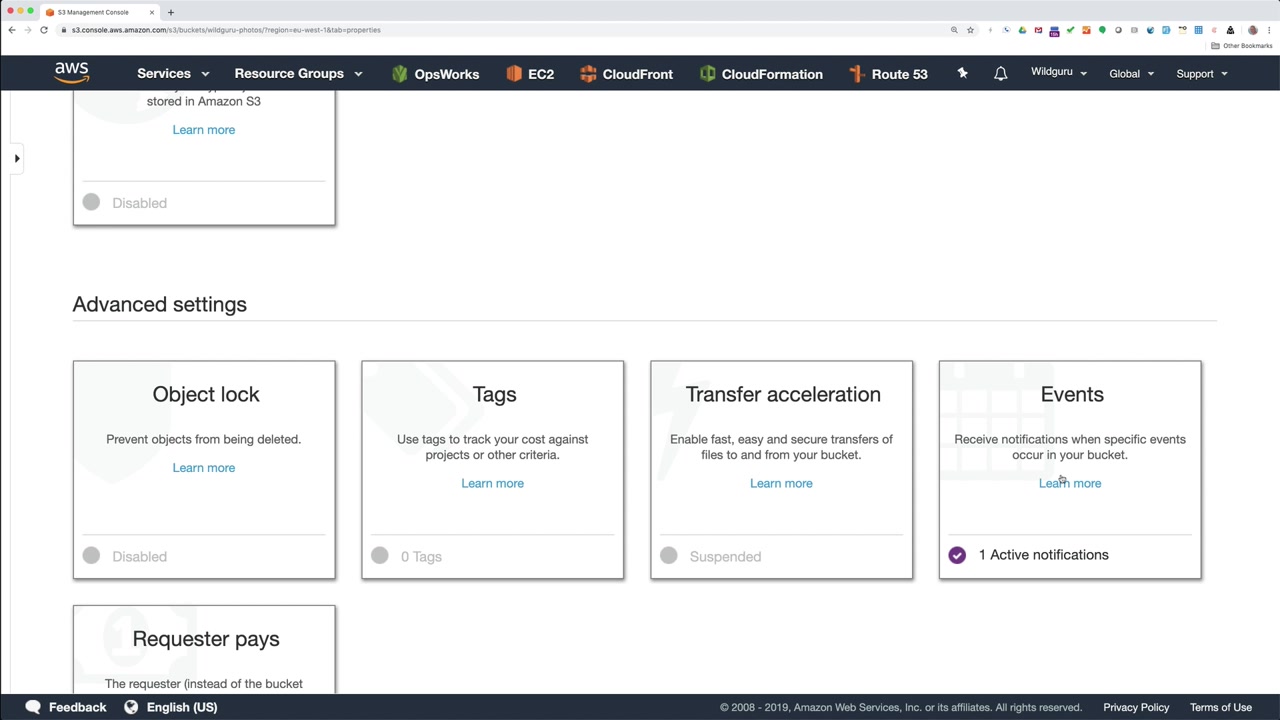 S3 Management Console
s3.console.aws.amazon.com/s3/buckets/wildguru-photos/?region=eu-west-1&tab=properties
Other Bookmarks
aws
Services
Resource Groups
OpsWorks
EC2
CloudFront
CloudFormation
Route 53
Wildguru
Global
Support
stored in Amazon S3
Learn more
Disabled
Advanced settings
Object lock
Prevent objects from being deleted.
Learn more
Disabled
Tags
Use tags to track your cost against
projects or other criteria.
Learn more
0 Tags
Transfer acceleration
Enable fast, easy and secure transfers of
files to and from your bucket.
Learn more
Suspended
Events
Receive notifications when specific events
occur in your bucket.
Learn more
1 Active notifications
Requester pays
The requester (instead of the bucket
Feedback
English (US)
© 2008 - 2019, Amazon Web Services, Inc. or its affiliates. All rights reserved.
Privacy Policy
Terms of Use